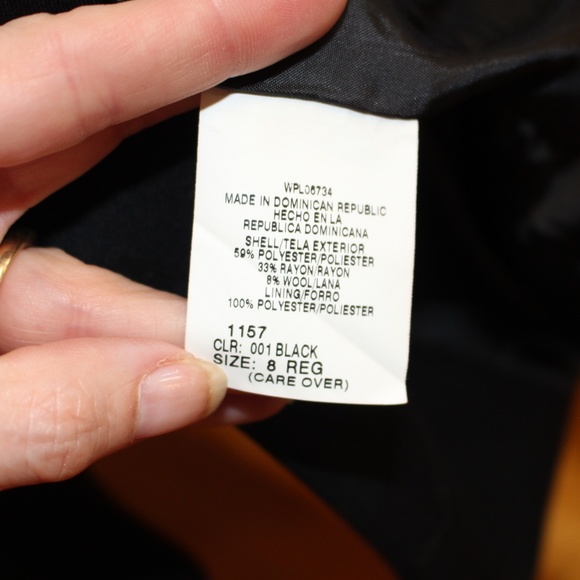 WPL06734
MADE IN DOMINICAN REPUBLIC
HECHO EN LA
REPUBLICA DOMINICANA
SHELL/TELA EXTERIOR
59% POLYESTER/POLIESTER
33% RAYON/RAYON
8% WOOL/LANA
LINING/FORRO
100% POLYESTER/POLIESTER
1157
CLR: 001 BLACK
SIZE: 8 REG
(CARE OVER)